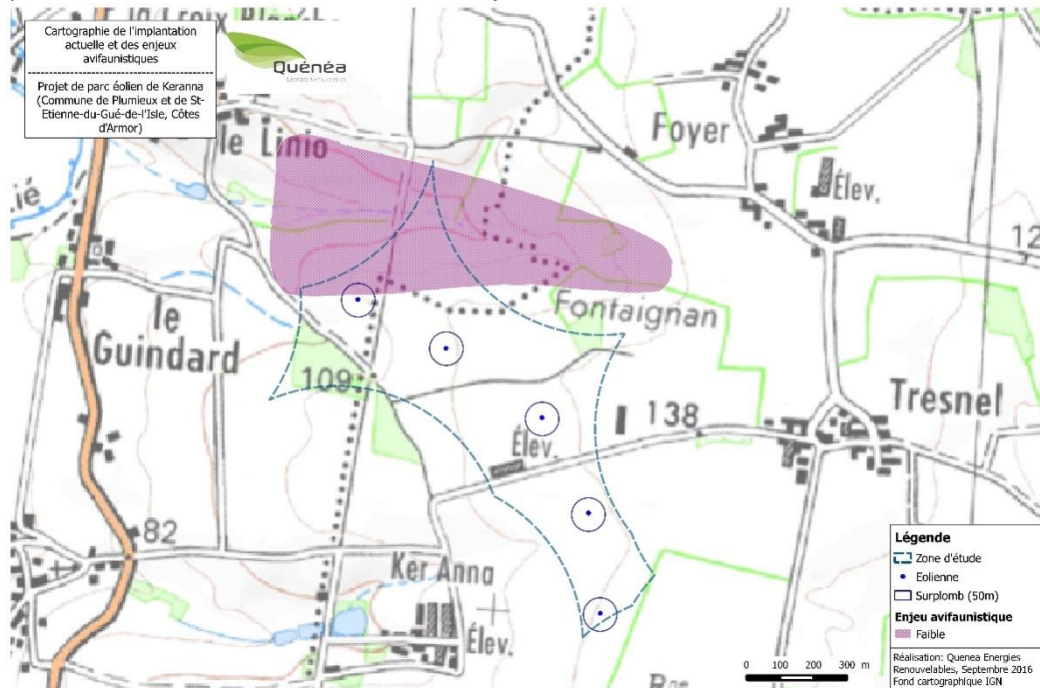 Cartographie de l'implantation
actuelle et des enjeux
avifaunistiques
Projet de parc éolien de Keranna
(Commune de Plumieux et de St-
Etienne-du-Gué-de-l'Isle, Côtes
d'Armor)
Quénéa
le Linio
Foyer
Élev.
12
le
Guindard
109
Fontaignan
Élev.
138
Tresnel
82
Ker Anna
Élev.
Légende
Zone d'étude
Eolienne
Surplomb (50m)
Enjeu avifaunistique
Faible
0 100 200 300 m
Réalisation: Quenea Energies
Renouvelables, Septembre 2016
Fond cartographique IGN